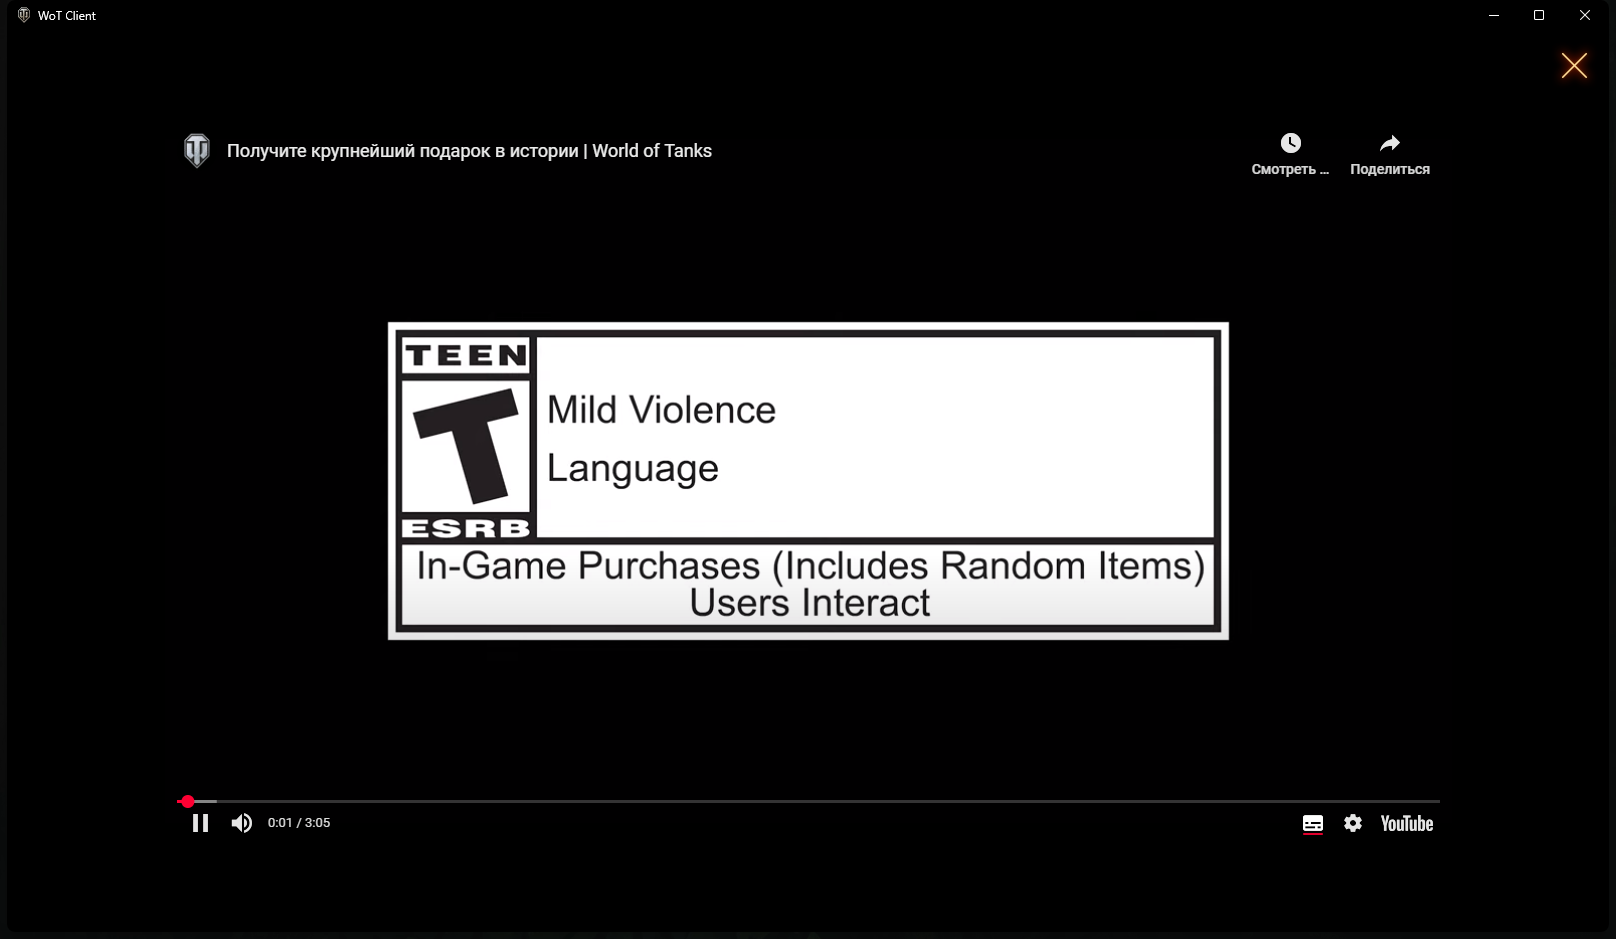 WoT Client
Получите крупнейший подарок в истории | World of Tanks
Смотреть ...
Поделиться
TEEN
T
ESRB
Mild Violence
Language
In-Game Purchases (Includes Random Items)
Users Interact
0:01 / 3:05
YouTube